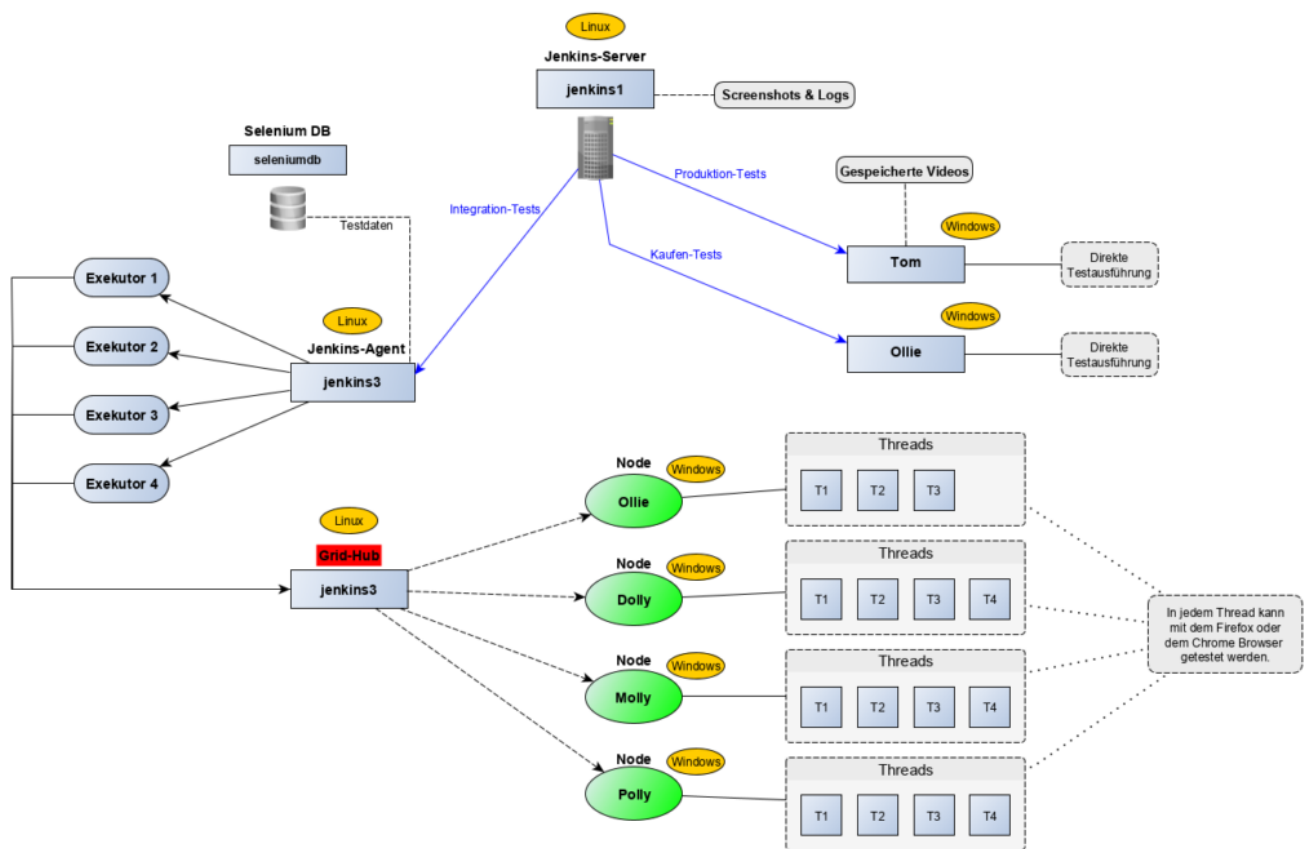 Linux
Jenkins-Server
jenkins1
Screenshots & Logs
Selenium DB
seleniumdb
Testdaten
Integration-Tests
Produktion-Tests
Kaufen-Tests
Gespeicherte Videos
Windows
Tom
Direkte
Testausführung
Windows
Ollie
Direkte
Testausführung
Exekutor 1
Exekutor 2
Exekutor 3
Exekutor 4
Linux
Jenkins-Agent
jenkins3
Linux
Grid-Hub
jenkins3
Node
Windows
Ollie
Threads
T1 T2 T3
Node
Windows
Dolly
Threads
T1 T2 T3 T4
Node
Windows
Molly
Threads
T1 T2 T3 T4
Node
Windows
Polly
Threads
T1 T2 T3 T4
In jedem Thread kann
mit dem Firefox oder
dem Chrome Browser
getestet werden.